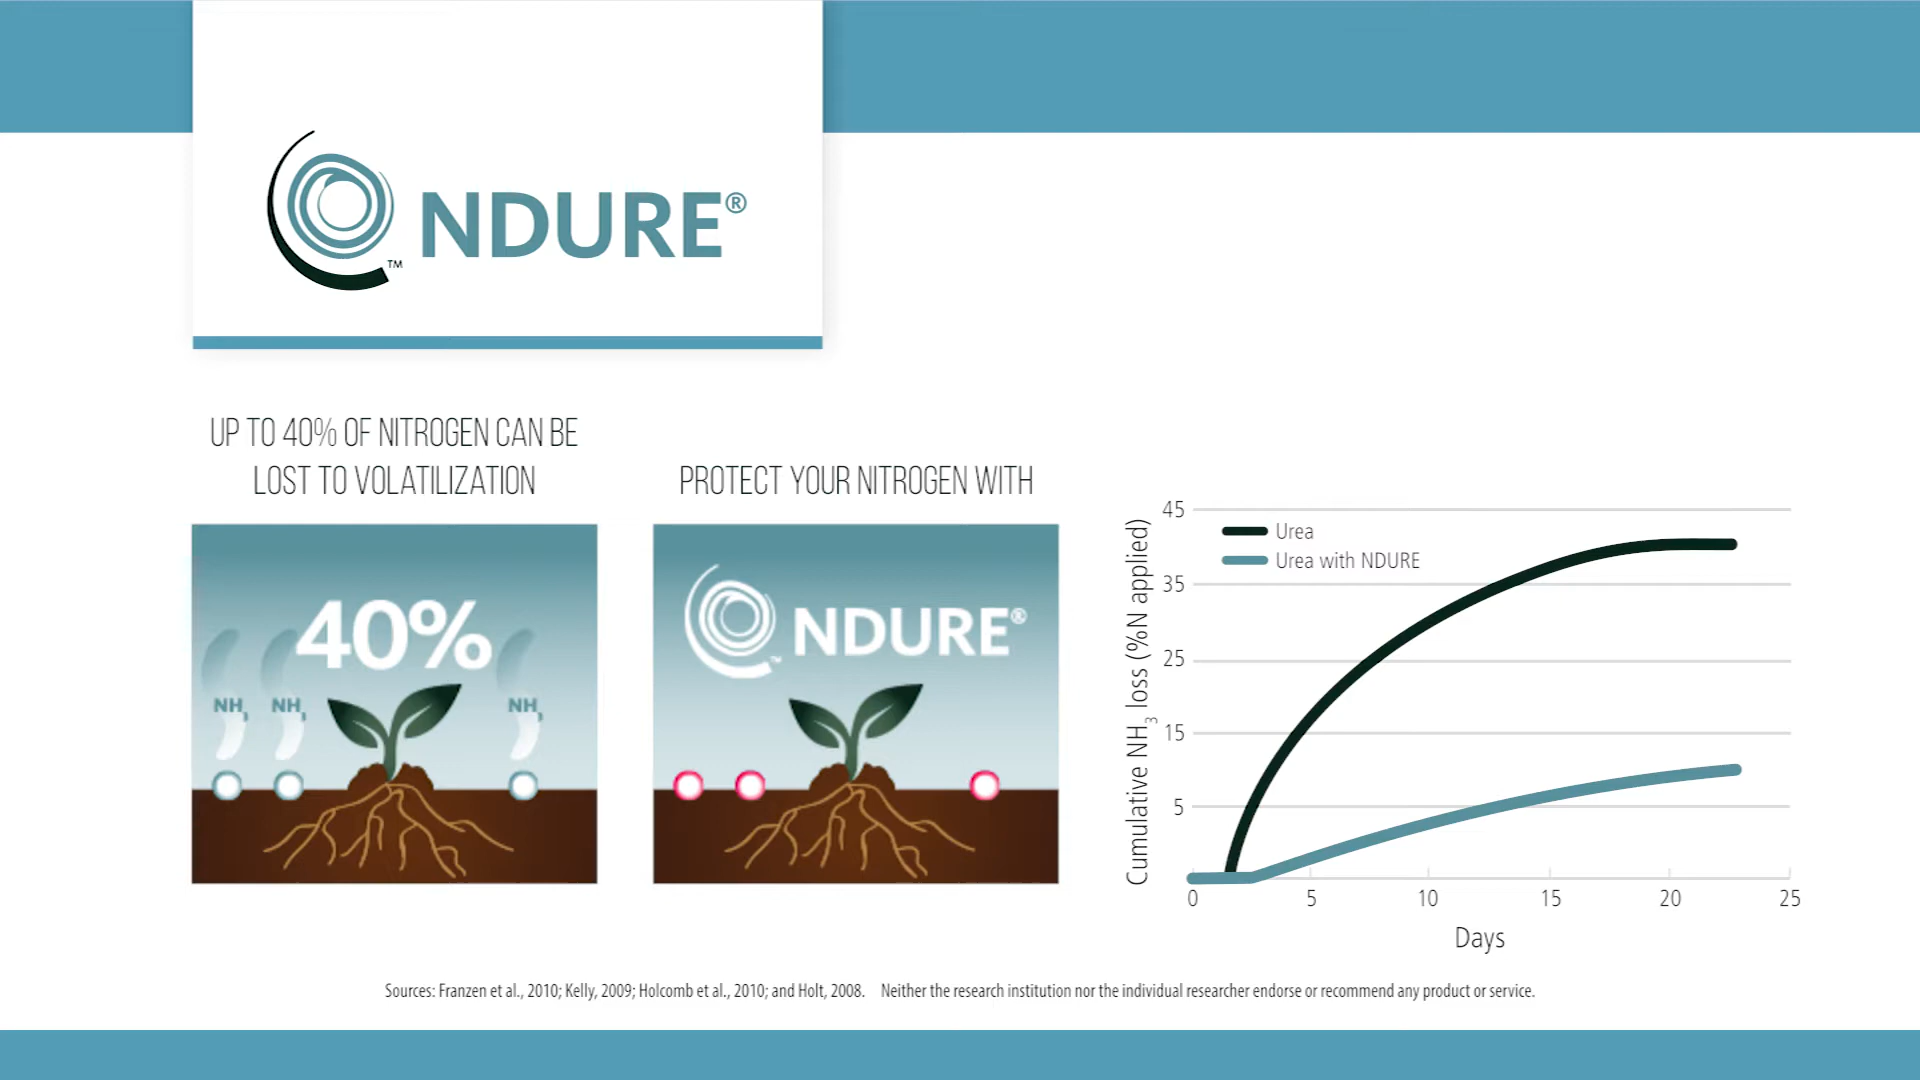 NDURE®
™
UP TO 40% OF NITROGEN CAN BE
LOST TO VOLATILIZATION
40%
NH3 NH3 NH3
PROTECT YOUR NITROGEN WITH
NDURE®
™
Cumulative NH3 loss (%N applied)
45
35
25
15
5
Urea
Urea with NDURE
0 5 10 15 20 25
Days
Sources: Franzen et al., 2010; Kelly, 2009; Holcomb et al., 2010; and Holt, 2008. Neither the research institution nor the individual researcher endorse or recommend any product or service.